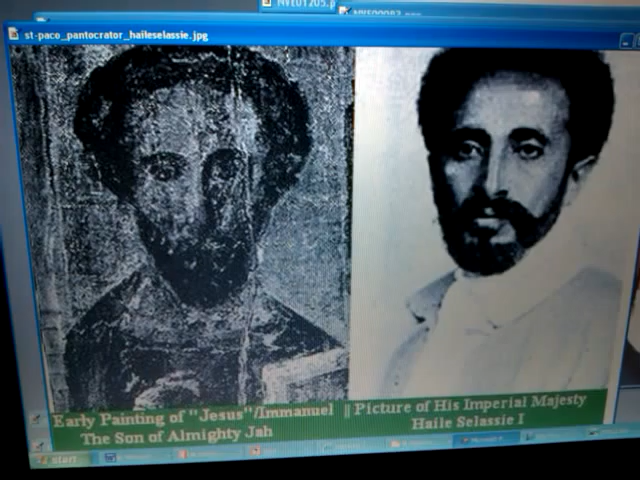 st-paco_pantocrator_haileselassie.jpg
Early Painting of "Jesus"/Immanuel || Picture of His Imperial Majesty
The Son of Almighty Jah Haile Selassie I
start